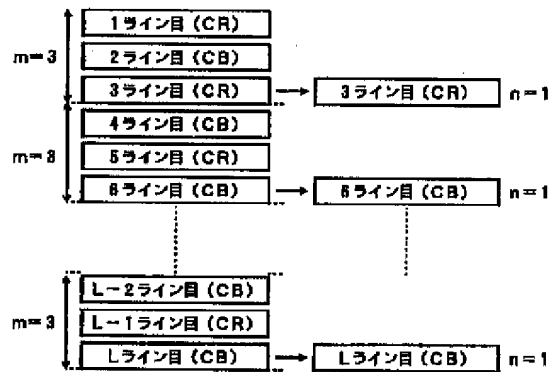 1ライン目(CR)
m=3
2ライン目(CB)
3ライン目(CR)
3ライン目(CR)
n=1
4ライン目(CB)
m=3
5ライン目(CR)
6ライン目(CB)
6ライン目(CB)
n=1
L-2ライン目(CB)
m=3
L-1ライン目(CR)
Lライン目(CB)
Lライン目(CB)
n=1